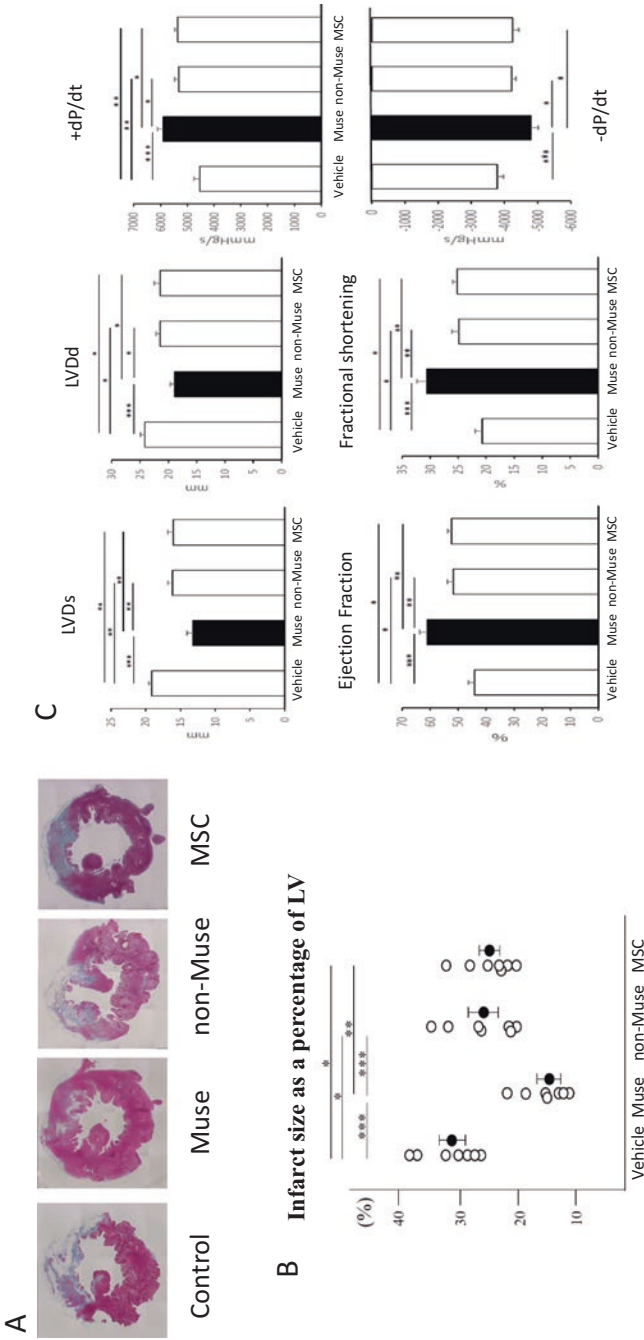 A
Control Muse non-Muse MSC
B
Infarct size as a percentage of LV
(%)
*
*
**
*** ***
40
30
20
10
Vehicle Muse non-Muse MSC
C
LVDs
mm
25
20
15
10
5
0
Vehicle Muse non-Muse MSC
LVDd
mm
30
25
20
15
10
5
0
Vehicle Muse non-Muse MSC
+dP/dt
mmHg/s
7000
6000
5000
4000
3000
2000
1000
0
Vehicle Muse non-Muse MSC
Ejection Fraction
%
70
60
50
40
30
20
10
0
Vehicle Muse non-Muse MSC
Fractional shortening
%
35
30
25
20
15
10
5
0
Vehicle Muse non-Muse MSC
mmHg/s
0
-1000
-2000
-3000
-4000
-5000
-6000
-dP/dt